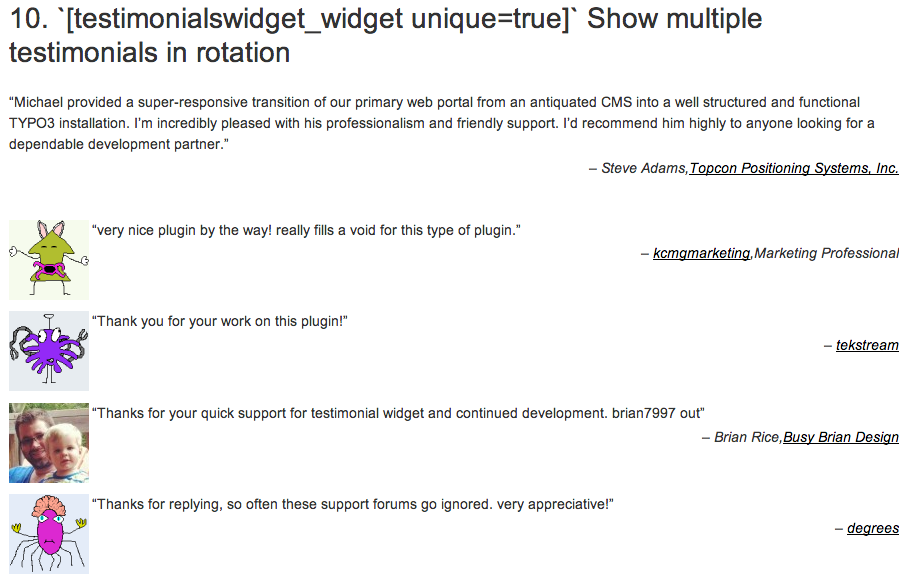 10. `[testimonialswidget_widget unique=true]` Show multiple
testimonials in rotation
“Michael provided a super-responsive transition of our primary web portal from an antiquated CMS into a well structured and functional
TYPO3 installation. I’m incredibly pleased with his professionalism and friendly support. I’d recommend him highly to anyone looking for a
dependable development partner.”
– Steve Adams,Topcon Positioning Systems, Inc.
“very nice plugin by the way! really fills a void for this type of plugin.”
– kcmgmarketing,Marketing Professional
“Thank you for your work on this plugin!”
– tekstream
“Thanks for your quick support for testimonial widget and continued development. brian7997 out”
– Brian Rice,Busy Brian Design
“Thanks for replying, so often these support forums go ignored. very appreciative!”
– degrees